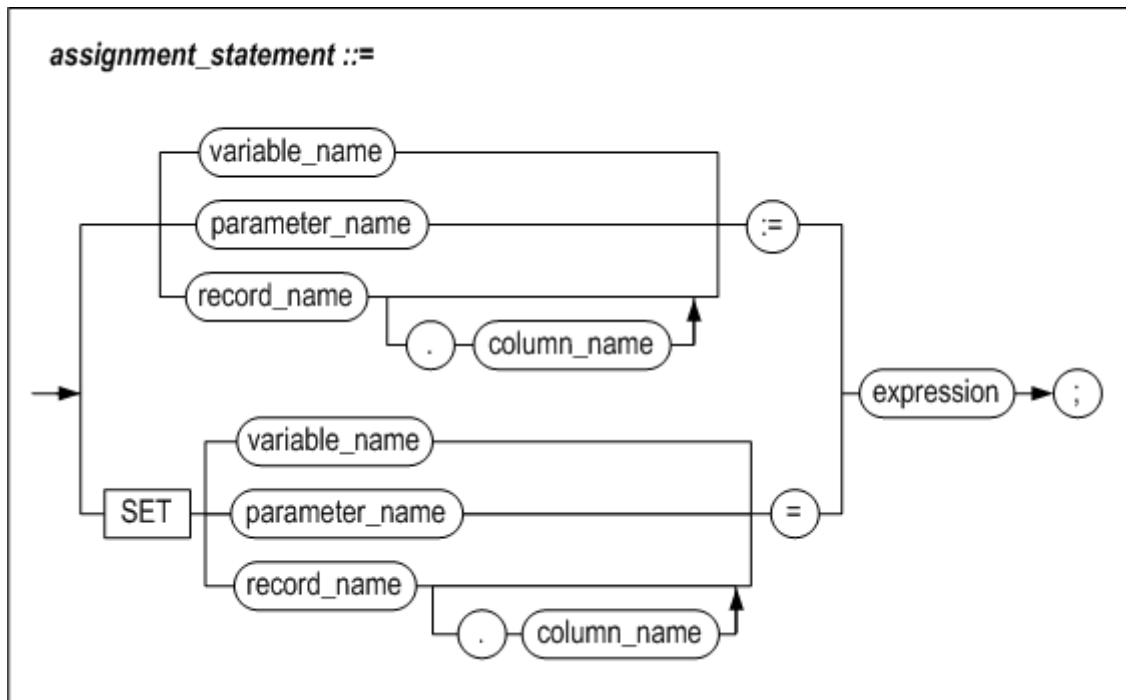 assignment_statement ::=
variable_name
parameter_name :=
record_name
. column_name
expression ;
variable_name
SET parameter_name =
record_name
. column_name